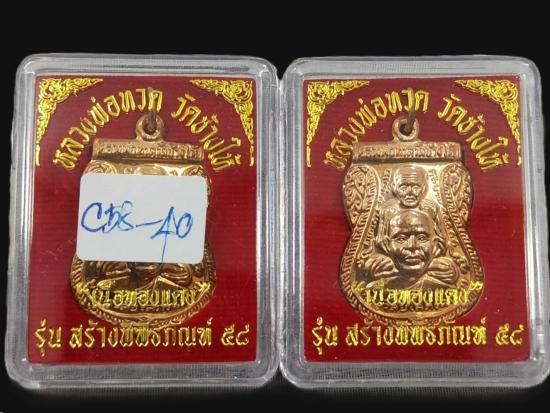 หลวงพ่อทวด วัดช้างให้
CBS-40
เนื้อทองแดง
รุ่น สร้างพิพิธภัณฑ์ ๕๘
หลวงพ่อทวด วัดช้างให้
เนื้อทองแดง
รุ่น สร้างพิพิธภัณฑ์ ๕๘